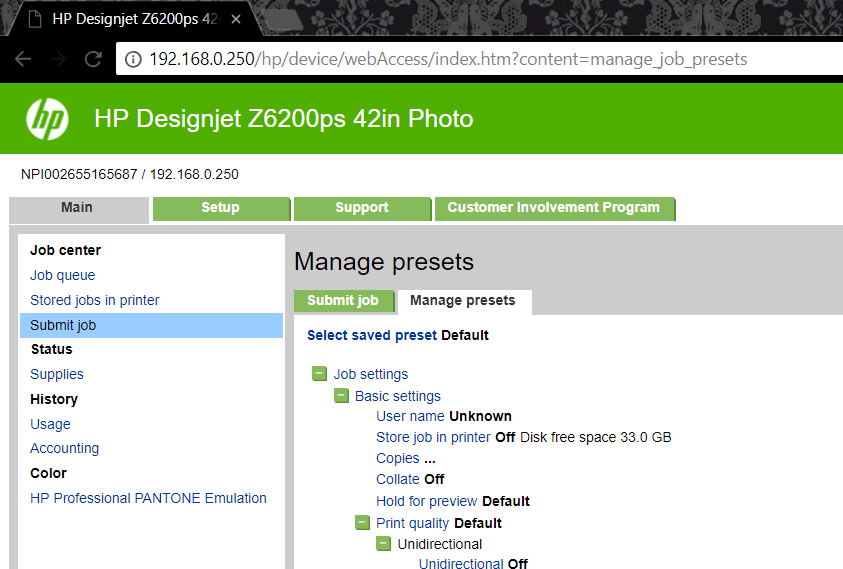 HP Designjet Z6200ps 42
192.168.0.250/hp/device/webAccess/index.htm?content=manage_job_presets
hp
HP Designjet Z6200ps 42in Photo
NPI002655165687 / 192.168.0.250
Main Setup Support Customer Involvement Program
Job center
Job queue
Stored jobs in printer
Submit job
Status
Supplies
History
Usage
Accounting
Color
HP Professional PANTONE Emulation
Manage presets
Submit job Manage presets
Select saved preset Default
Job settings
Basic settings
User name Unknown
Store job in printer Off Disk free space 33.0 GB
Copies ...
Collate Off
Hold for preview Default
Print quality Default
Unidirectional
Unidirectional Off